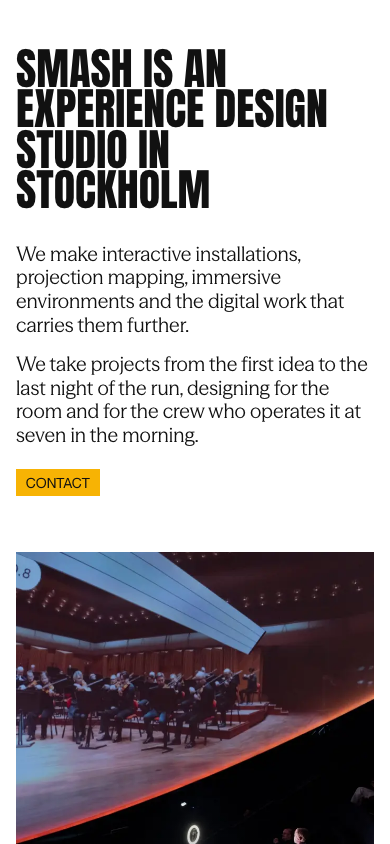 SMASH IS AN
EXPERIENCE DESIGN
STUDIO IN
STOCKHOLM
We make interactive installations,
projection mapping, immersive
environments and the digital work that
carries them further.
We take projects from the first idea to the
last night of the run, designing for the
room and for the crew who operates it at
seven in the morning.
CONTACT